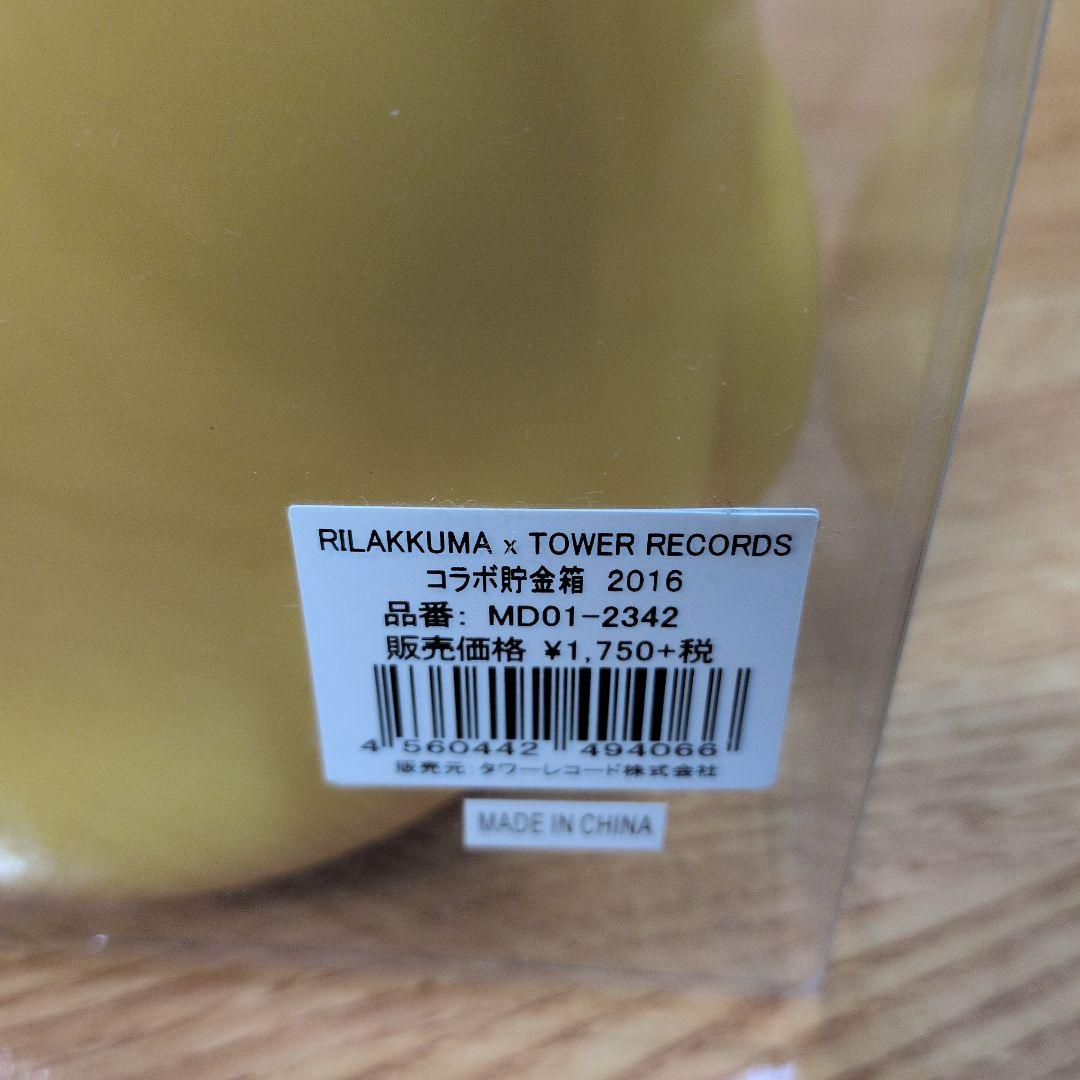 RILAKKUMA x TOWER RECORDS
コラボ貯金箱 2016
品番: MD01-2342
販売価格 ¥1,750+税
4 560442 494066
販売元:タワーレコード株式会社
MADE IN CHINA